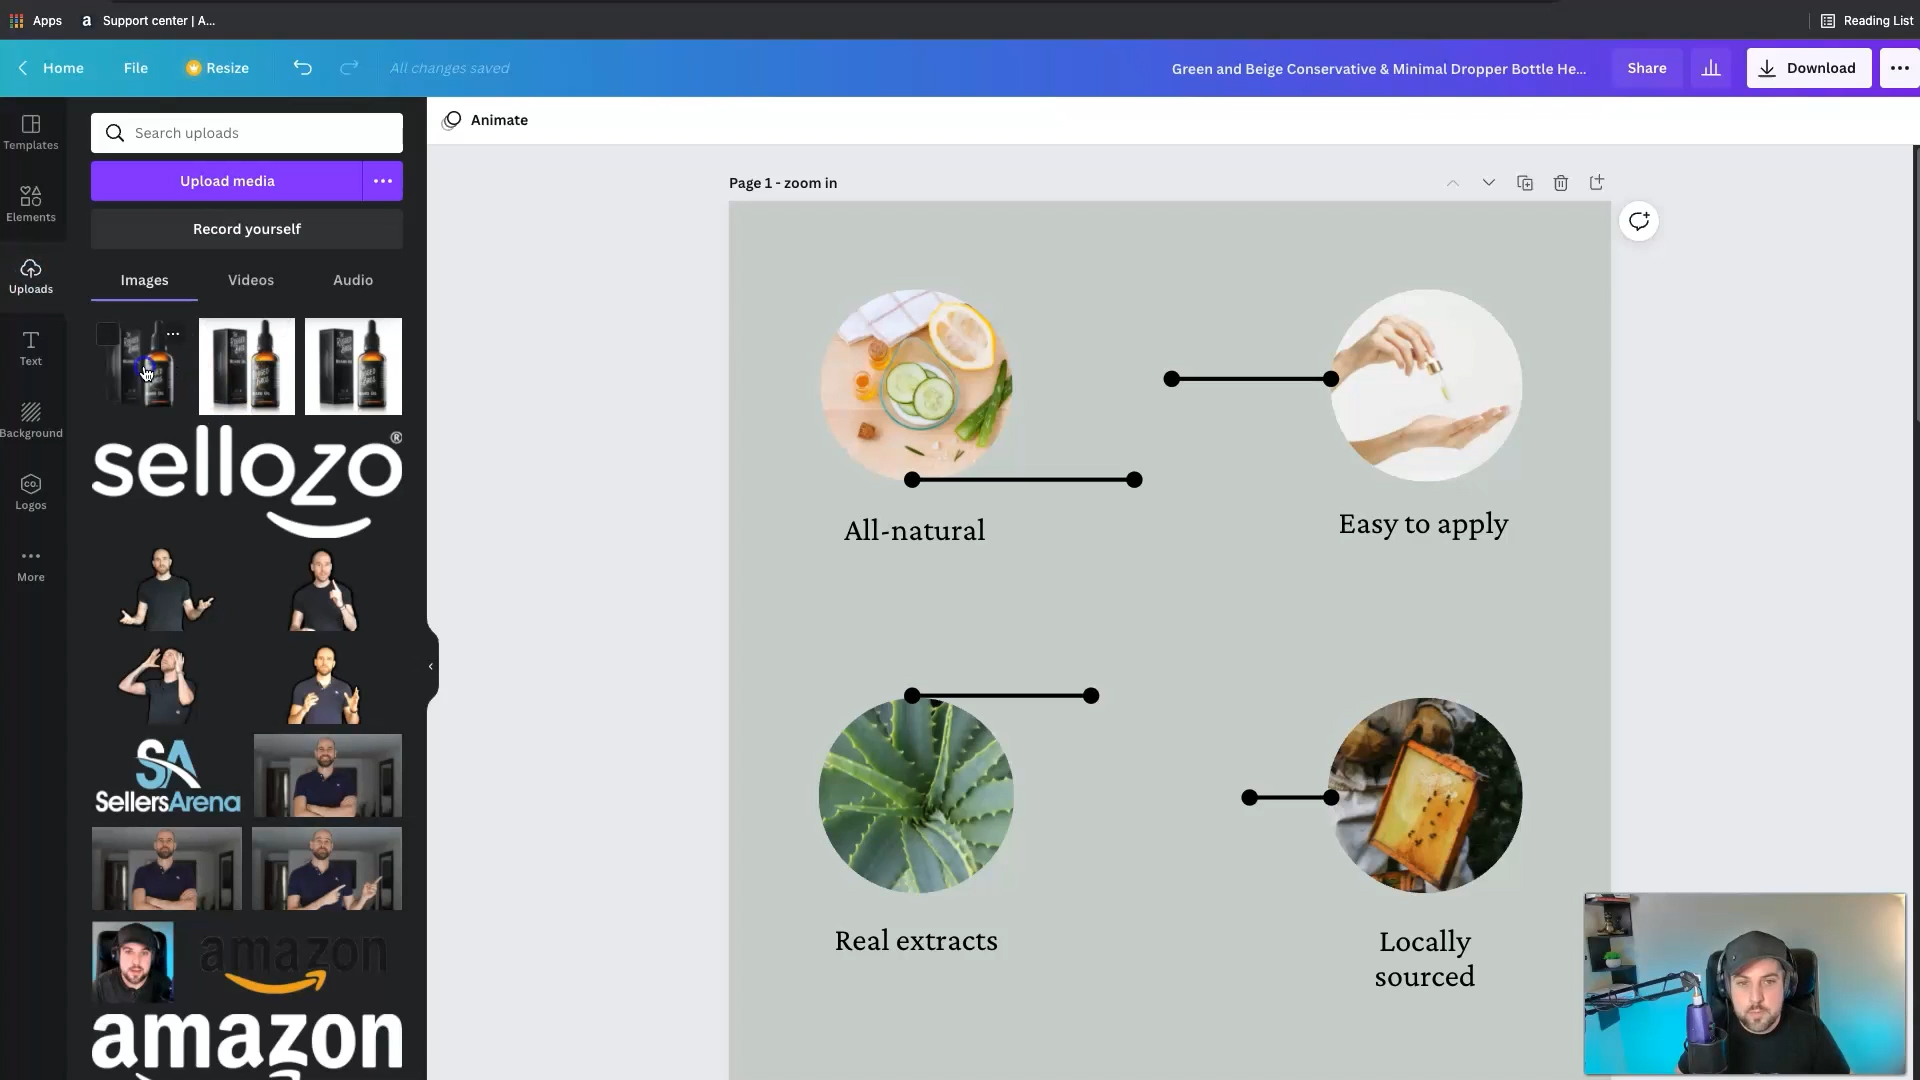 Apps
Support center | A...
Reading List
Home
File
Resize
All changes saved
Green and Beige Conservative & Minimal Dropper Bottle He...
Share
Download
Templates
Elements
Uploads
Text
Background
Logos
More
Search uploads
Upload media
Record yourself
Images
Videos
Audio
sellozo®
SA
SellersArena
amazon
amazon
co.
Animate
Page 1 - zoom in
All-natural
Easy to apply
Real extracts
Locally
sourced